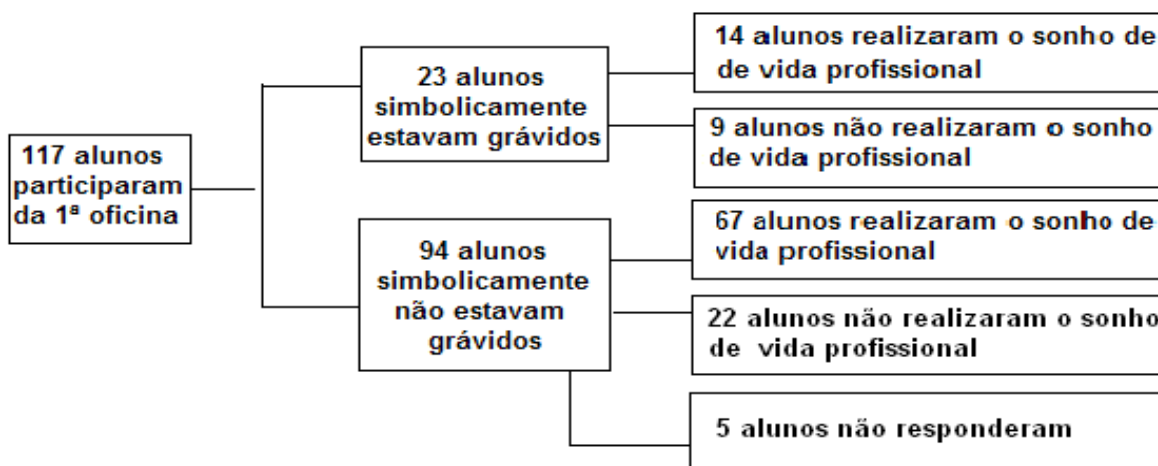 117 alunos
participaram
da 1ª oficina
23 alunos
simbolicamente
estavam grávidos
14 alunos realizaram o sonho de
de vida profissional
9 alunos não realizaram o sonho
de vida profissional
94 alunos
simbolicamente
não estavam
grávidos
67 alunos realizaram o sonho de
vida profissional
22 alunos não realizaram o sonho
de vida profissional
5 alunos não responderam